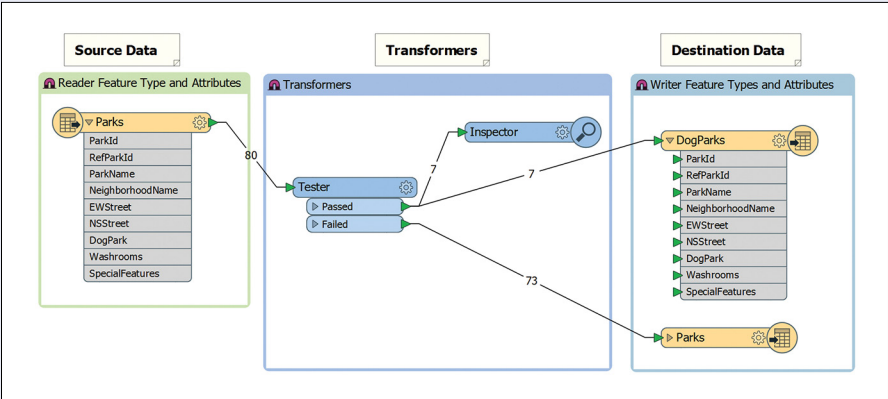 Source Data
Transformers
Destination Data
Reader Feature Type and Attributes
Parks
ParkId
RefParkId
ParkName
NeighborhoodName
EWStreet
NSStreet
DogPark
Washrooms
SpecialFeatures
80
Transformers
Tester
Passed
Failed
7
Inspector
7
73
Writer Feature Types and Attributes
DogParks
ParkId
RefParkId
ParkName
NeighborhoodName
EWStreet
NSStreet
DogPark
Washrooms
SpecialFeatures
Parks